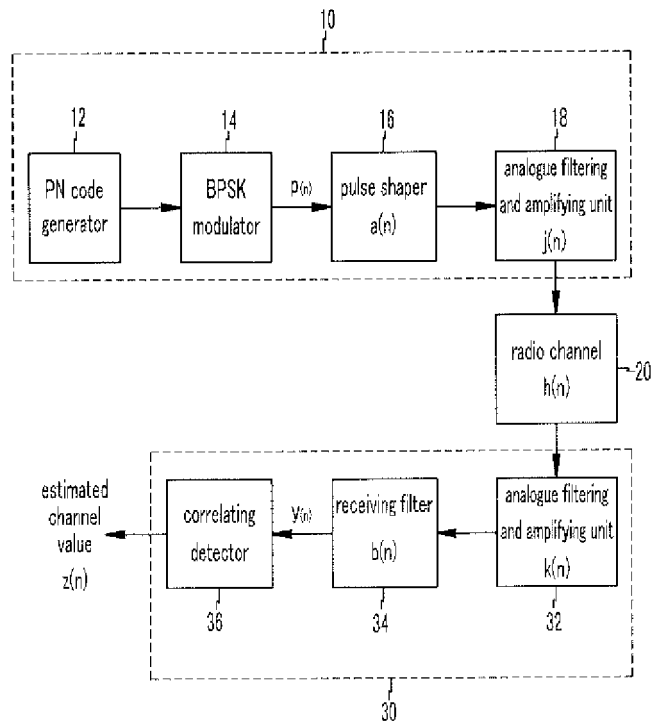 10
12
14
16
18
PN code
generator
BPSK
modulator
p(n)
pulse shaper
a(n)
analogue filtering
and amplifying unit
j(n)
radio channel
h(n)
20
estimated
channel
value
z(n)
correlating
detector
y(n)
receiving filter
b(n)
analogue filtering
and amplifying unit
k(n)
36
34
32
30